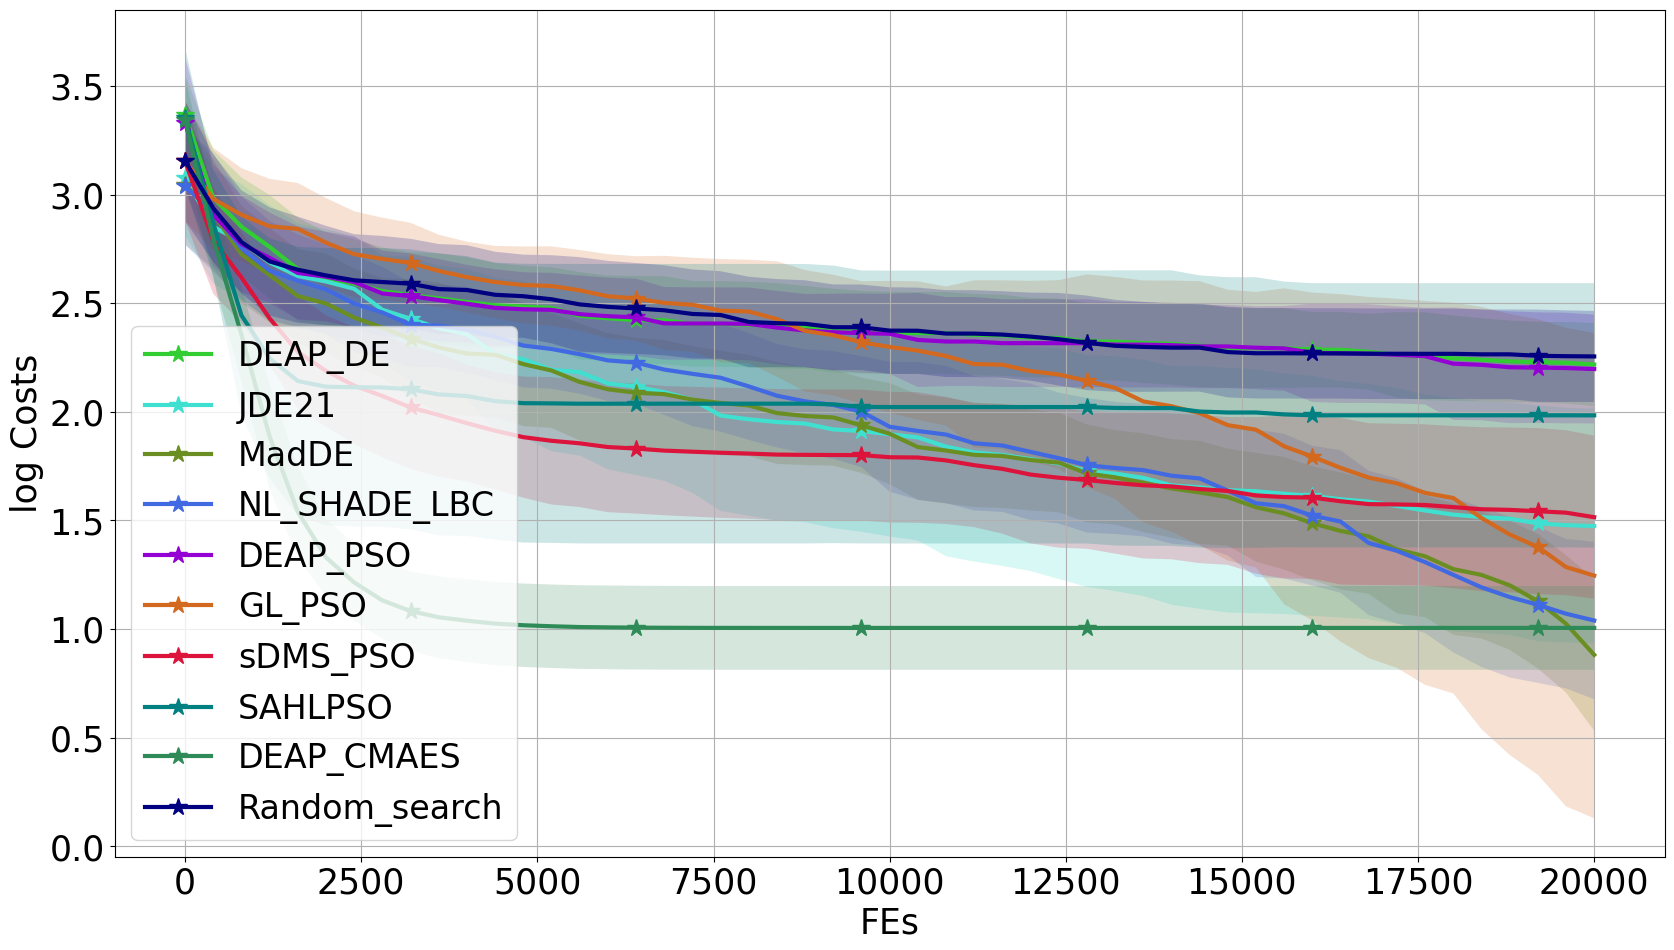 log Costs
3.5
3.0
2.5
2.0
1.5
1.0
0.5
0.0
DEAP_DE
JDE21
MadDE
NL_SHADE_LBC
DEAP_PSO
GL_PSO
sDMS_PSO
SAHLPSO
DEAP_CMAES
Random_search
0 2500 5000 7500 10000 12500 15000 17500 20000
FEs